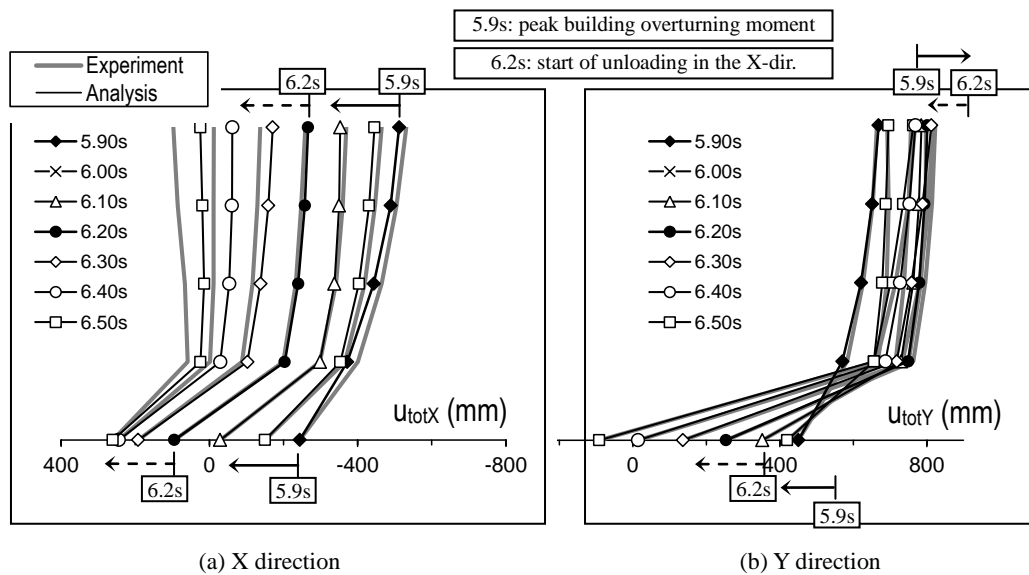 5.9s: peak building overturning moment
6.2s: start of unloading in the X-dir.
Experiment
Analysis
6.2s
5.9s
5.90s
6.00s
6.10s
6.20s
6.30s
6.40s
6.50s
utotX (mm)
400
0
-400
-800
6.2s
5.9s
(a) X direction
5.9s
6.2s
5.90s
6.00s
6.10s
6.20s
6.30s
6.40s
6.50s
utotY (mm)
0
400
800
6.2s
5.9s
(b) Y direction